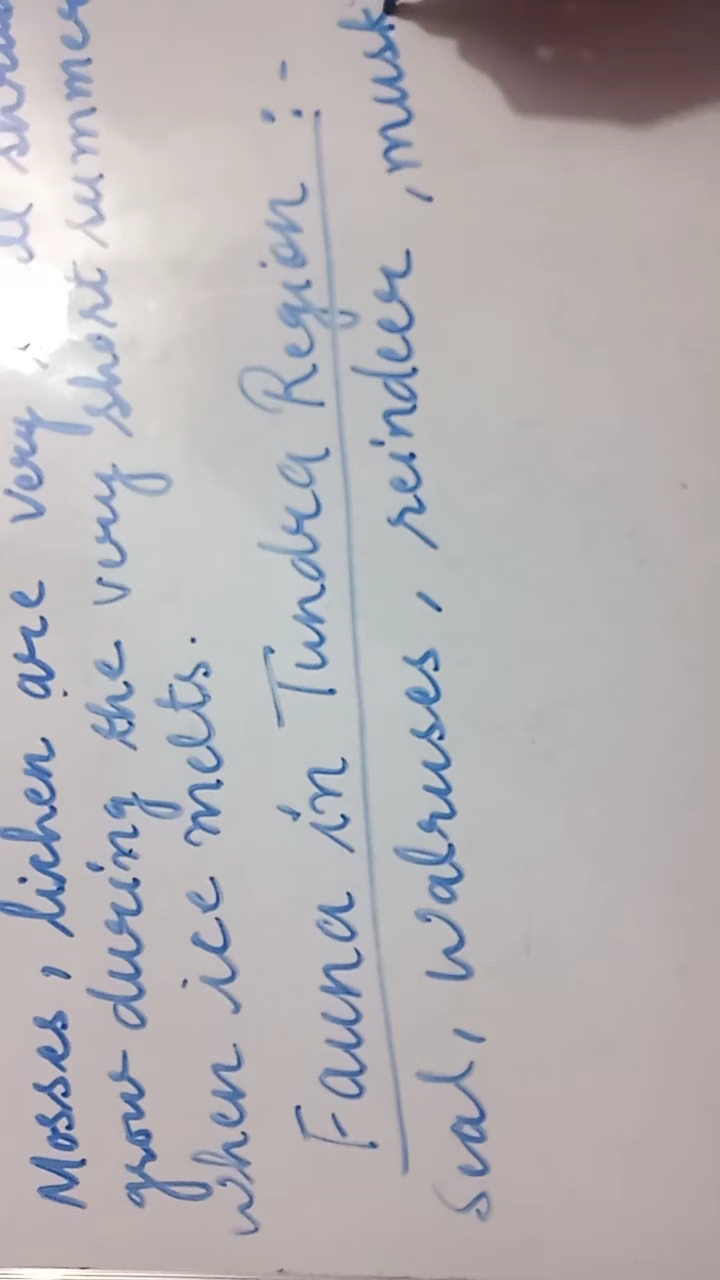 Mosses, lichen are very
grow during the very short summer
when ice melts.
Fauna in Tundra Region :-
seal, walruses, reindeer, musk